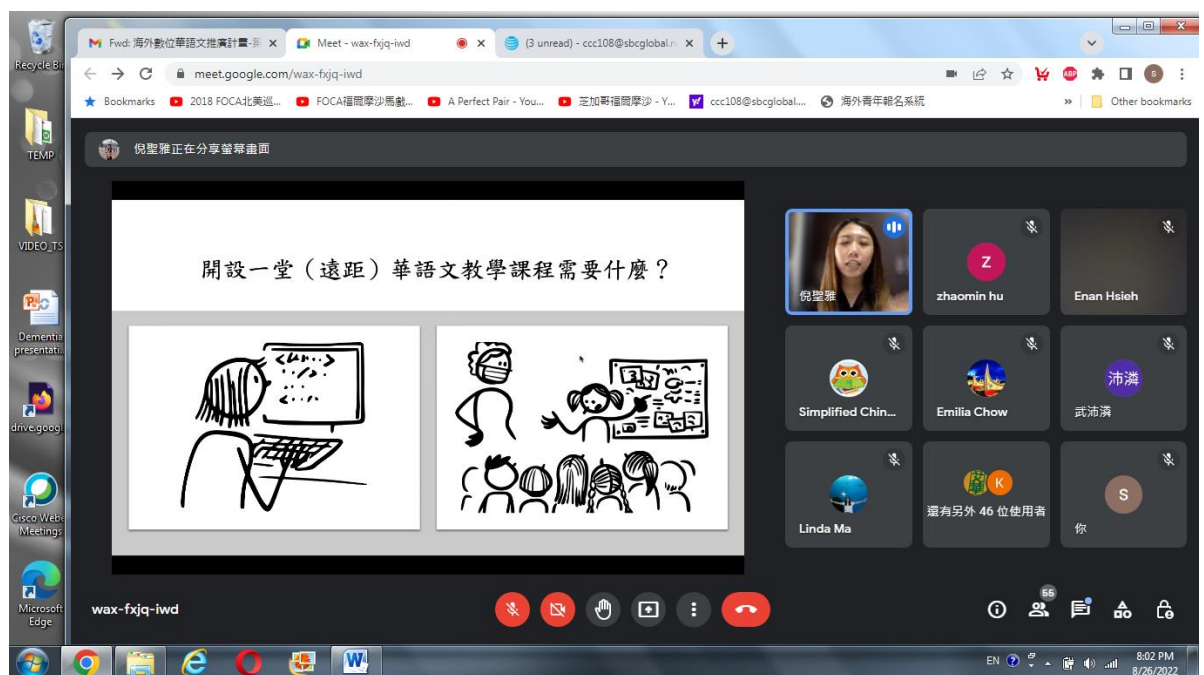 Recycle Bin
TEMP
VIDEO_TS
Dementia
presentati...
drive.googl
Cisco Webe
Meetings
Microsoft
Edge
Fwd: 海外數位華語文推廣計畫-
Meet - wax-fxjq-iwd
(3 unread) - ccc108@sbcglobal.n
meet.google.com/wax-fxjq-iwd
ABP
S
Bookmarks
2018 FOCA北美巡...
FOCA福爾摩沙馬戲...
A Perfect Pair - You...
芝加哥福爾摩沙 - Y...
ccc108@sbcglobal....
海外青年報名系統
»
Other bookmarks
倪聖雅正在分享螢幕畫面
開設一堂（遠距）華語文教學課程需要什麼？
倪聖雅
Z
zhaomin hu
Enan Hsieh
Simplified Chin...
Emilia Chow
沛潾
武沛潾
Linda Ma
K
還有另外 46 位使用者
S
你
wax-fxjq-iwd
EN
8:02 PM
8/26/2022